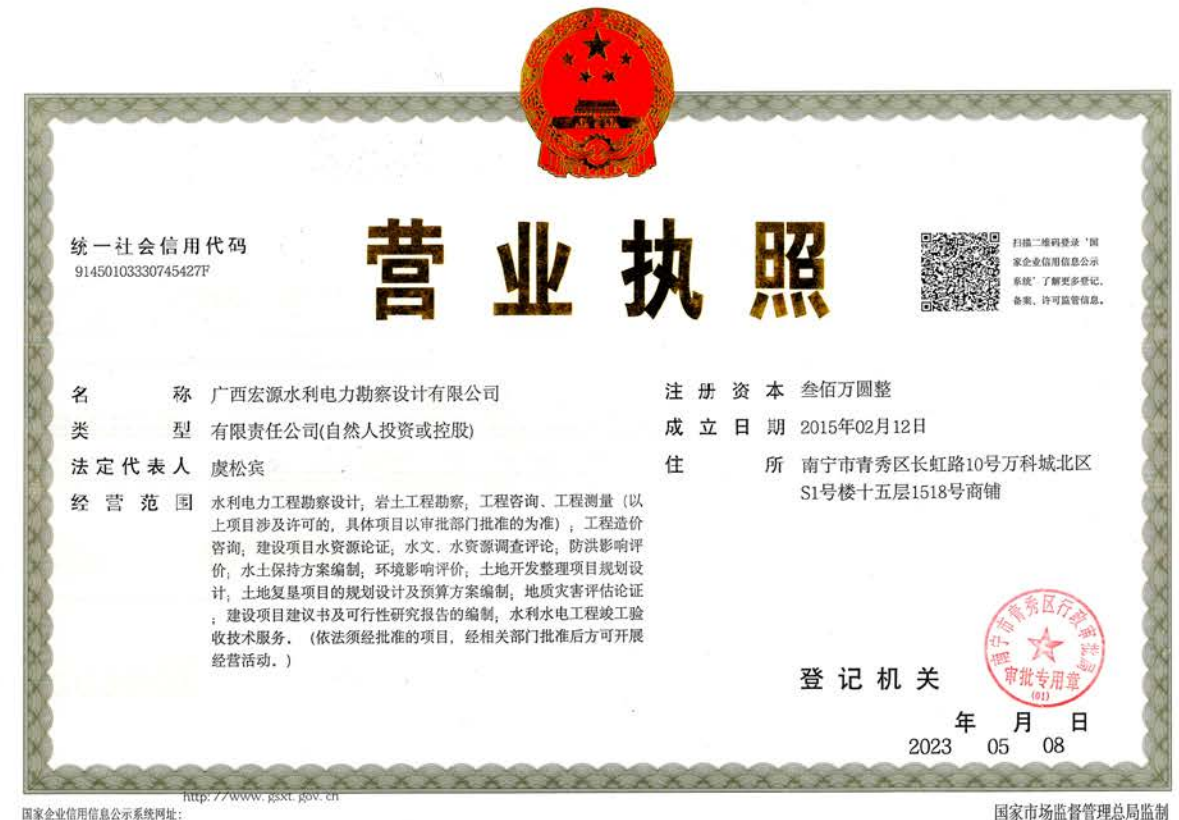 营业执照
统一社会信用代码
91450103330745427F
扫描二维码登录‘国
家企业信用信息公示
系统’了解更多登记、
备案、许可监管信息。
名称 广西宏源水利电力勘察设计有限公司
类型 有限责任公司(自然人投资或控股)
法定代表人 虞松宾
经营范围 水利电力工程勘察设计；岩土工程勘察，工程咨询、工程测量（以
上项目涉及许可的，具体项目以审批部门批准的为准）；工程造价
咨询；建设项目水资源论证；水文、水资源调查评论；防洪影响评
价；水土保持方案编制；环境影响评价；土地开发整理项目规划设
计；土地复垦项目的规划设计及预算方案编制；地质灾害评估论证
；建设项目建议书及可行性研究报告的编制；水利水电工程竣工验
收技术服务。（依法须经批准的项目，经相关部门批准后方可开展
经营活动。）
注册资本 叁佰万圆整
成立日期 2015年02月12日
住所 南宁市青秀区长虹路10号万科城北区
S1号楼十五层1518号商铺
登记机关
南宁市青秀区行政审批局
审批专用章
(01)
年 月 日
2023 05 08
http://www.gsxt.gov.cn
国家企业信用信息公示系统网址：
国家市场监督管理总局监制